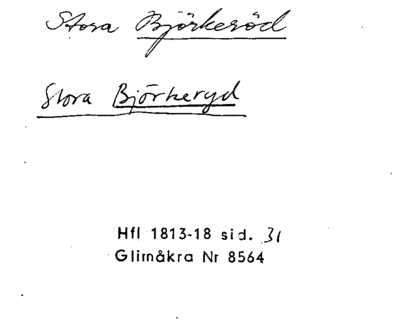 Stora Björkeröd
Stora Björkeryd
Hfl 1813-18 sid. 31
Glimåkra Nr 8564